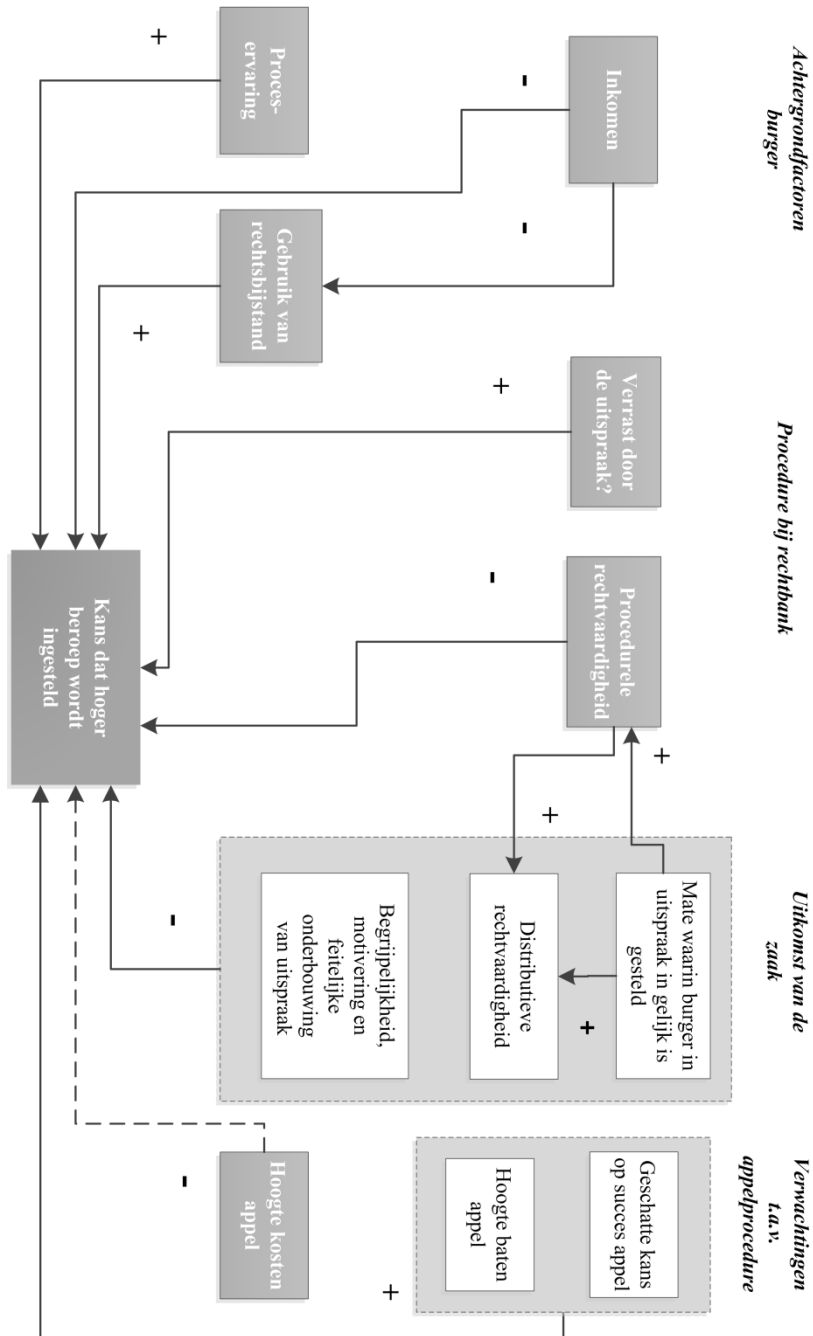 Achtergrondfactoren
burger
Procedure bij rechtbank
Uitkomst van de
zaak
Verwachtingen
t.a.v.
appelprocedure
Inkomen
-
-
Proces-
ervaring
+
Gebruik van
rechtsbijstand
+
Verrast door
de uitspraak?
+
Procedurele
rechtvaardigheid
-
+
+
Mate waarin burger in
uitspraak in gelijk is
gesteld
+
Distributieve
rechtvaardigheid
Begrijpelijkheid,
motivering en
feitelijke
onderbouwing
van uitspraak
-
Geschatte kans
op succes appel
Hoogte baten
appel
+
Hoogte kosten
appel
-
Kans dat hoger
beroep wordt
ingesteld